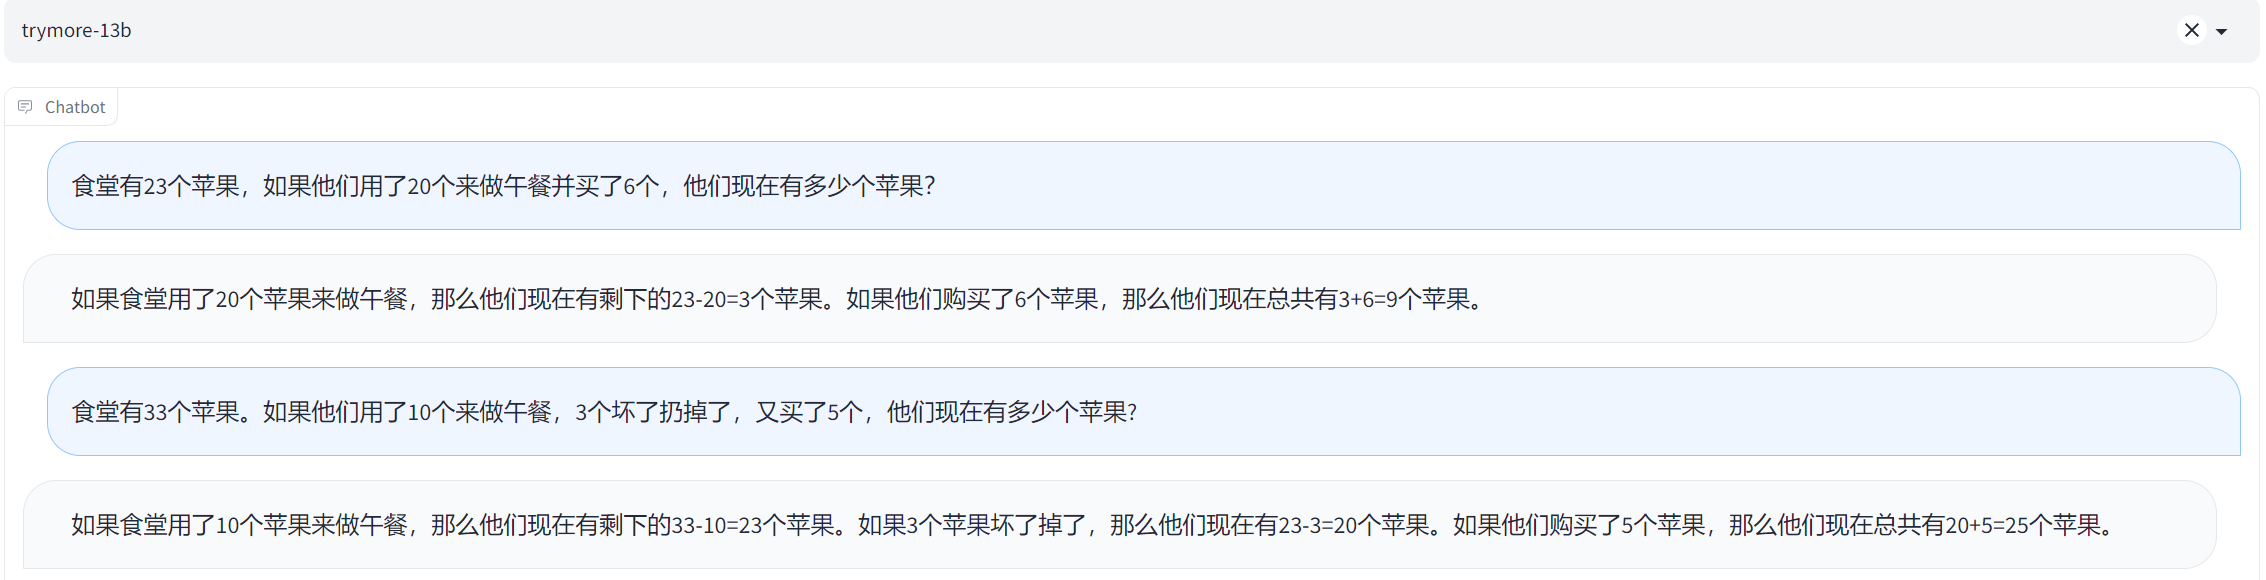 trymore-13b
Chatbot
食堂有23个苹果，如果他们用了20个来做午餐并买了6个，他们现在有多少个苹果？
如果食堂用了20个苹果来做午餐，那么他们现在有剩下的23-20=3个苹果。如果他们购买了6个苹果，那么他们现在总共有3+6=9个苹果。
食堂有33个苹果。如果他们用了10个来做午餐，3个坏了扔掉了，又买了5个，他们现在有多少个苹果?
如果食堂用了10个苹果来做午餐，那么他们现在有剩下的33-10=23个苹果。如果3个苹果坏了掉了，那么他们现在有23-3=20个苹果。如果他们购买了5个苹果，那么他们现在总共有20+5=25个苹果。